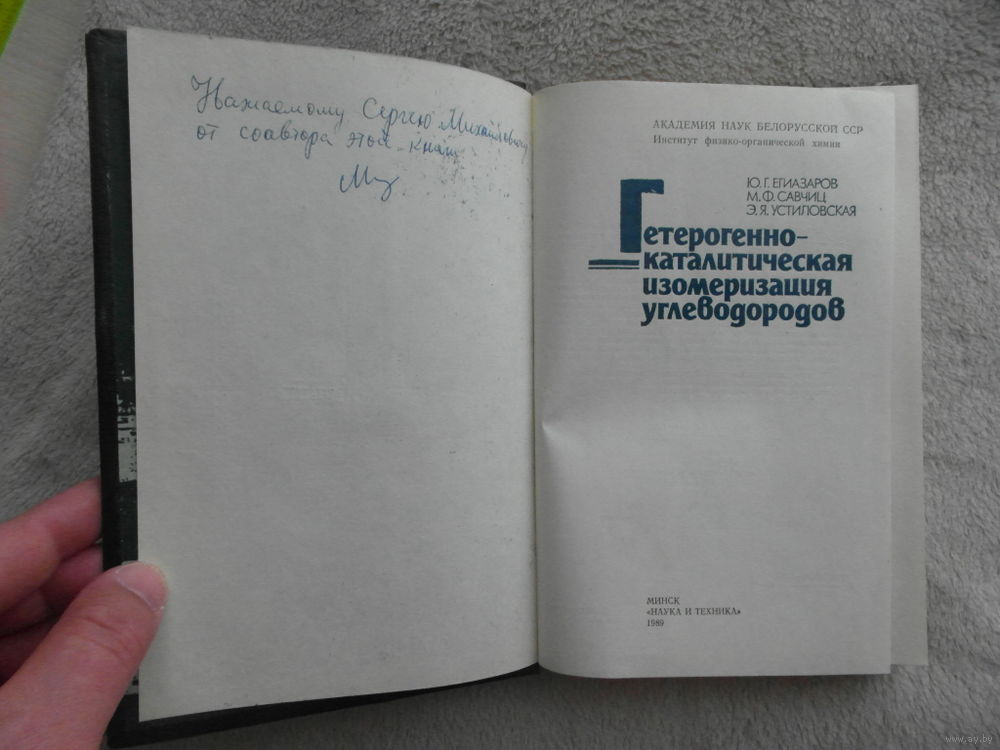 Уважаемому Сергею Михайловичу
от соавтора этой книги
АКАДЕМИЯ НАУК БЕЛОРУССКОЙ ССР
Институт физико-органической химии
Ю. Г. ЕГИАЗАРОВ
М. Ф. САВЧИЦ
Э. Я. УСТИЛОВСКАЯ
Гетерогенно-
каталитическая
изомеризация
углеводородов
МИНСК
«НАУКА И ТЕХНИКА»
1989
www.ay.by